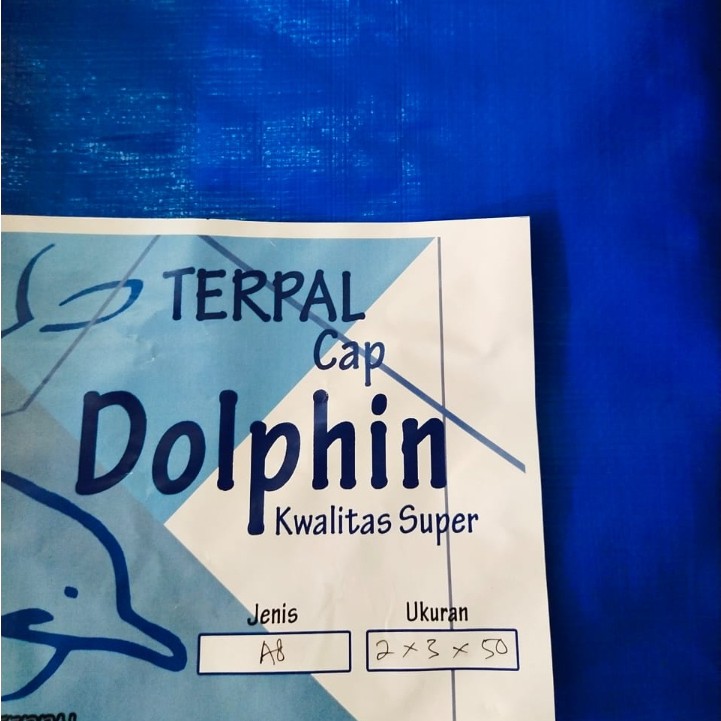 TERPAL
Cap
Dolphin
Kwalitas Super
Jenis Ukuran
A8 2 x 3 x 50